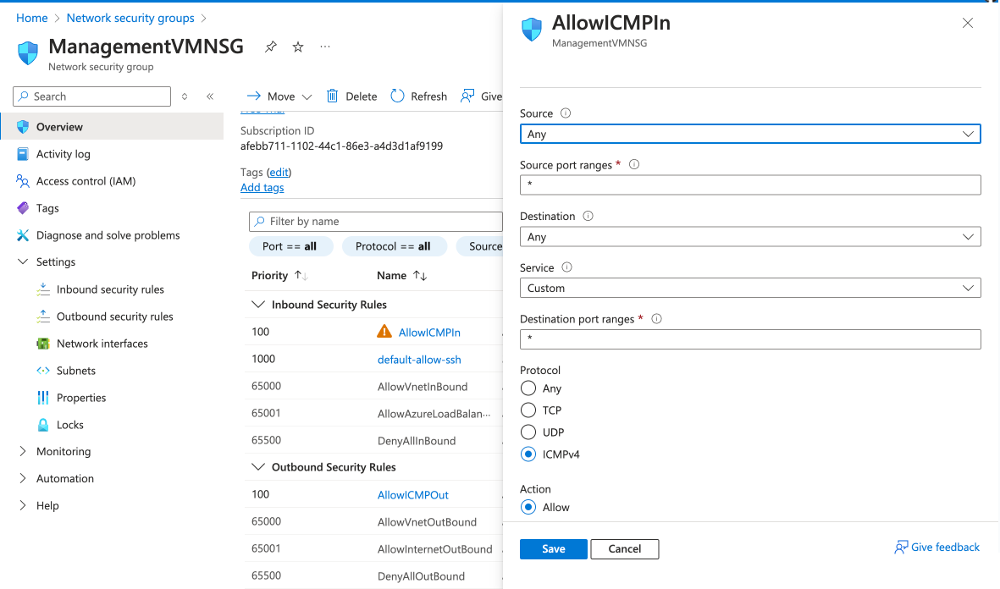 Home > Network security groups >
ManagementVMNSG
Network security group
Search
Overview
Activity log
Access control (IAM)
Tags
Diagnose and solve problems
Settings
Inbound security rules
Outbound security rules
Network interfaces
Subnets
Properties
Locks
Monitoring
Automation
Help
Move
Delete
Refresh
Give
Subscription ID
afebb711-1102-44c1-86e3-a4d3d1af9199
Tags (edit)
Add tags
Filter by name
Port == all
Protocol == all
Source
Priority
Name
Inbound Security Rules
100 AllowICMPIn
1000 default-allow-ssh
65000 AllowVnetInBound
65001 AllowAzureLoadBalan···
65500 DenyAllInBound
Outbound Security Rules
100 AllowICMPOut
65000 AllowVnetOutBound
65001 AllowInternetOutBound
65500 DenyAllOutBound
AllowICMPIn
ManagementVMNSG
Source
Any
Source port ranges *
*
Destination
Any
Service
Custom
Destination port ranges *
*
Protocol
Any
TCP
UDP
ICMPv4
Action
Allow
Save
Cancel
Give feedback